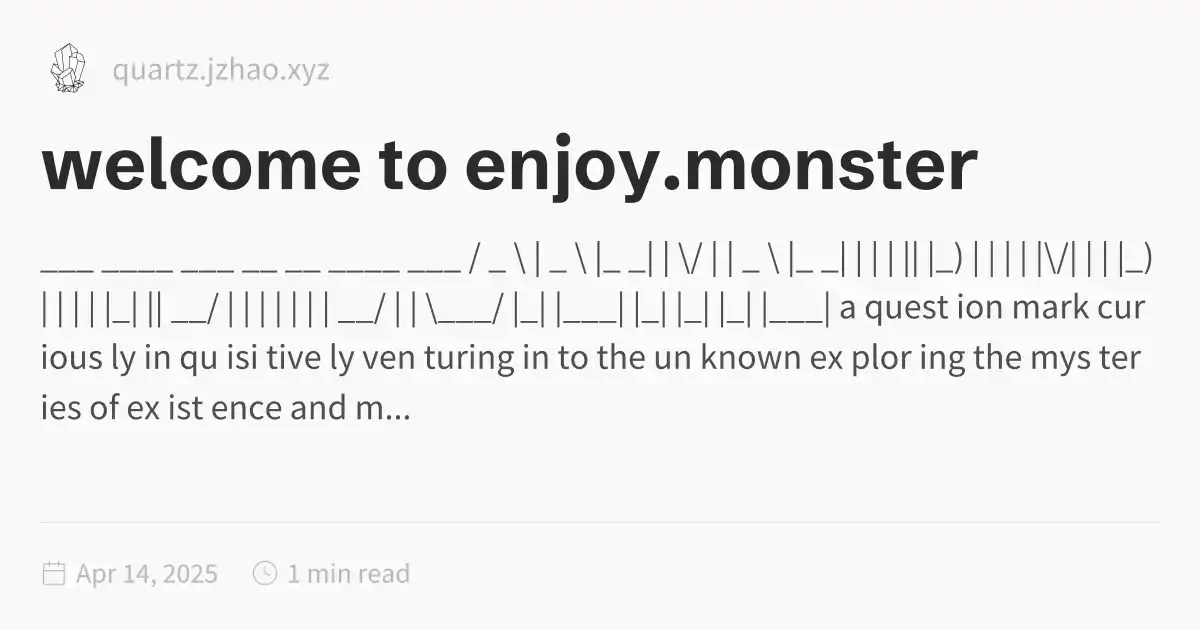 quartz.jzhao.xyz
welcome to enjoy.monster
___ ____ ___ __ __ ____ ___ / _ \ | _ \ |_ _| | \/ | | _ \ |_ _| | | | || |_) | | | | |\/| | | |_)
| | | | |_| || __/ | | | | | | | __/ | | \___/ |_| |___| |_| |_| |_| |___| a quest ion mark cur
ious ly in qu isi tive ly ven turing in to the un known ex plor ing the mys ter
ies of ex ist ence and m...
Apr 14, 2025
1 min read